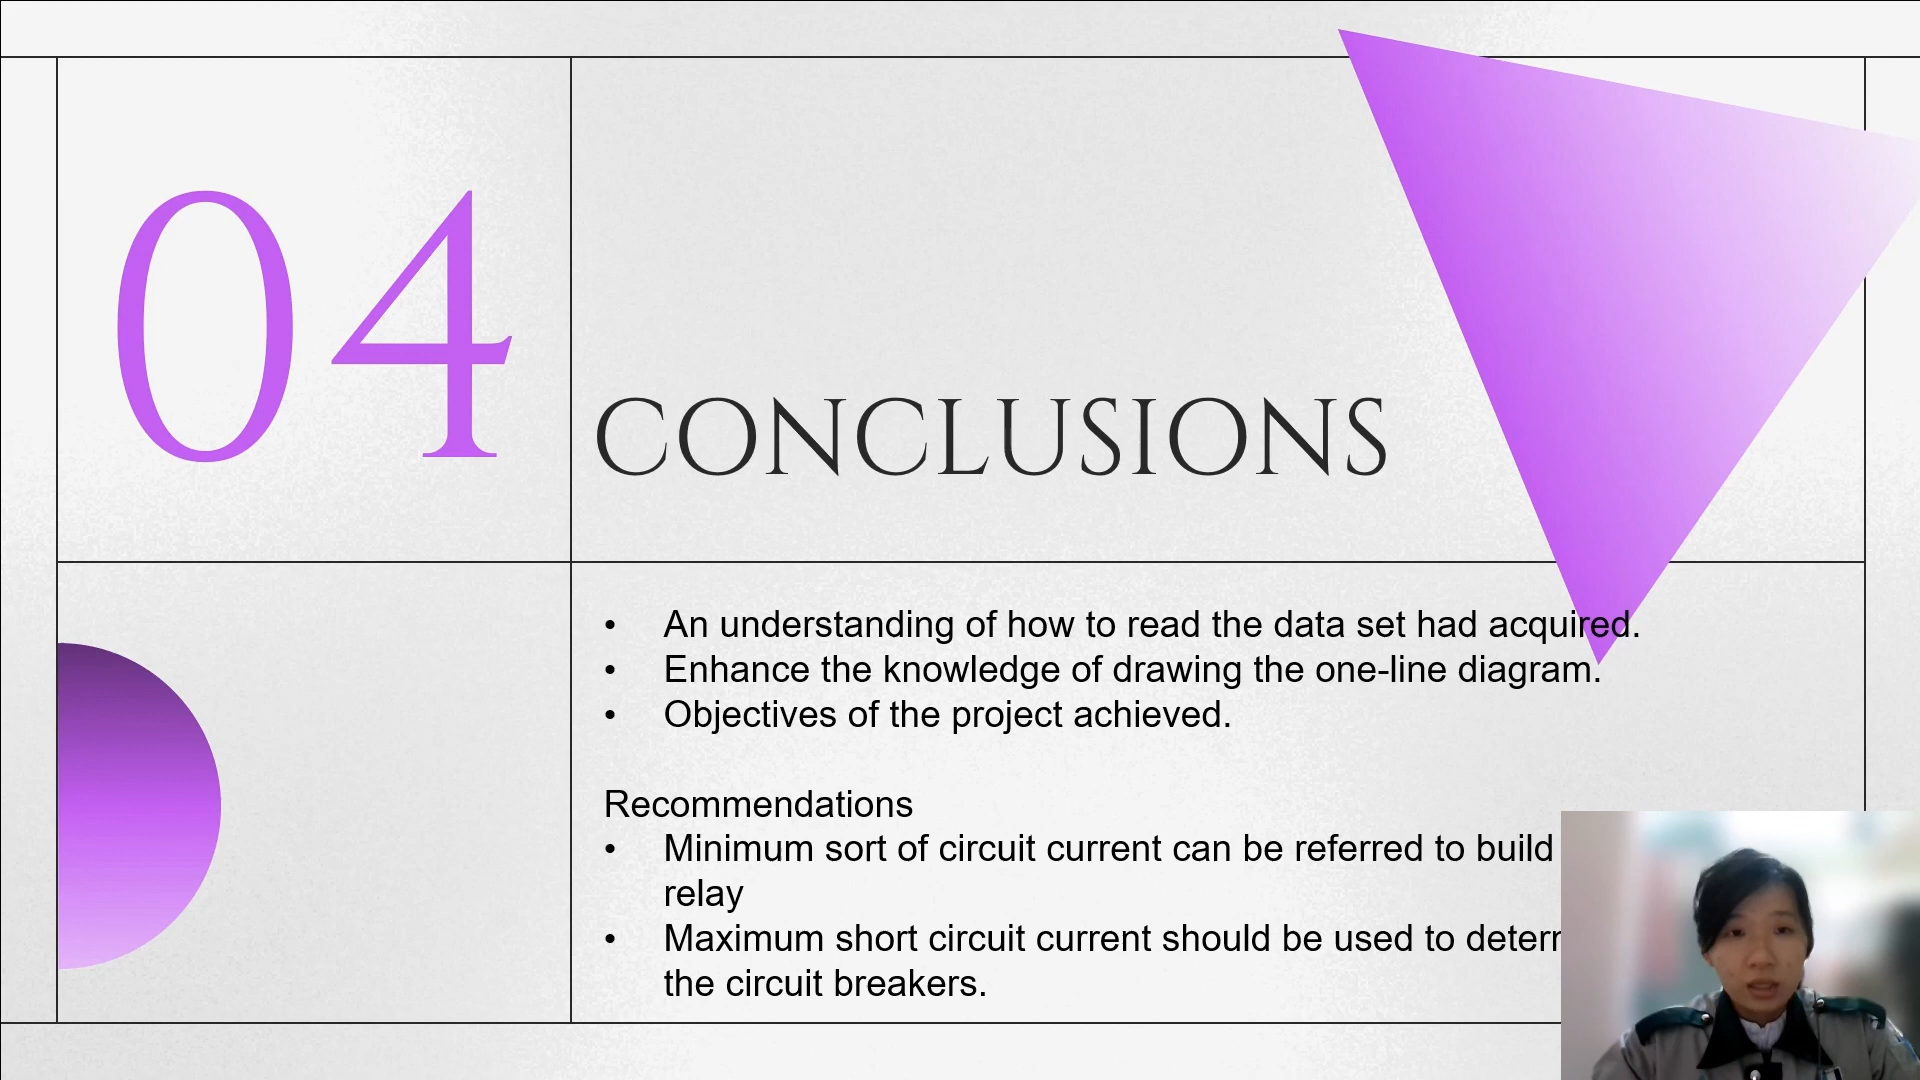 04
CONCLUSIONS
• An understanding of how to read the data set had acquired.
• Enhance the knowledge of drawing the one-line diagram.
• Objectives of the project achieved.
Recommendations
• Minimum sort of circuit current can be referred to build
relay
• Maximum short circuit current should be used to
the circuit breakers.